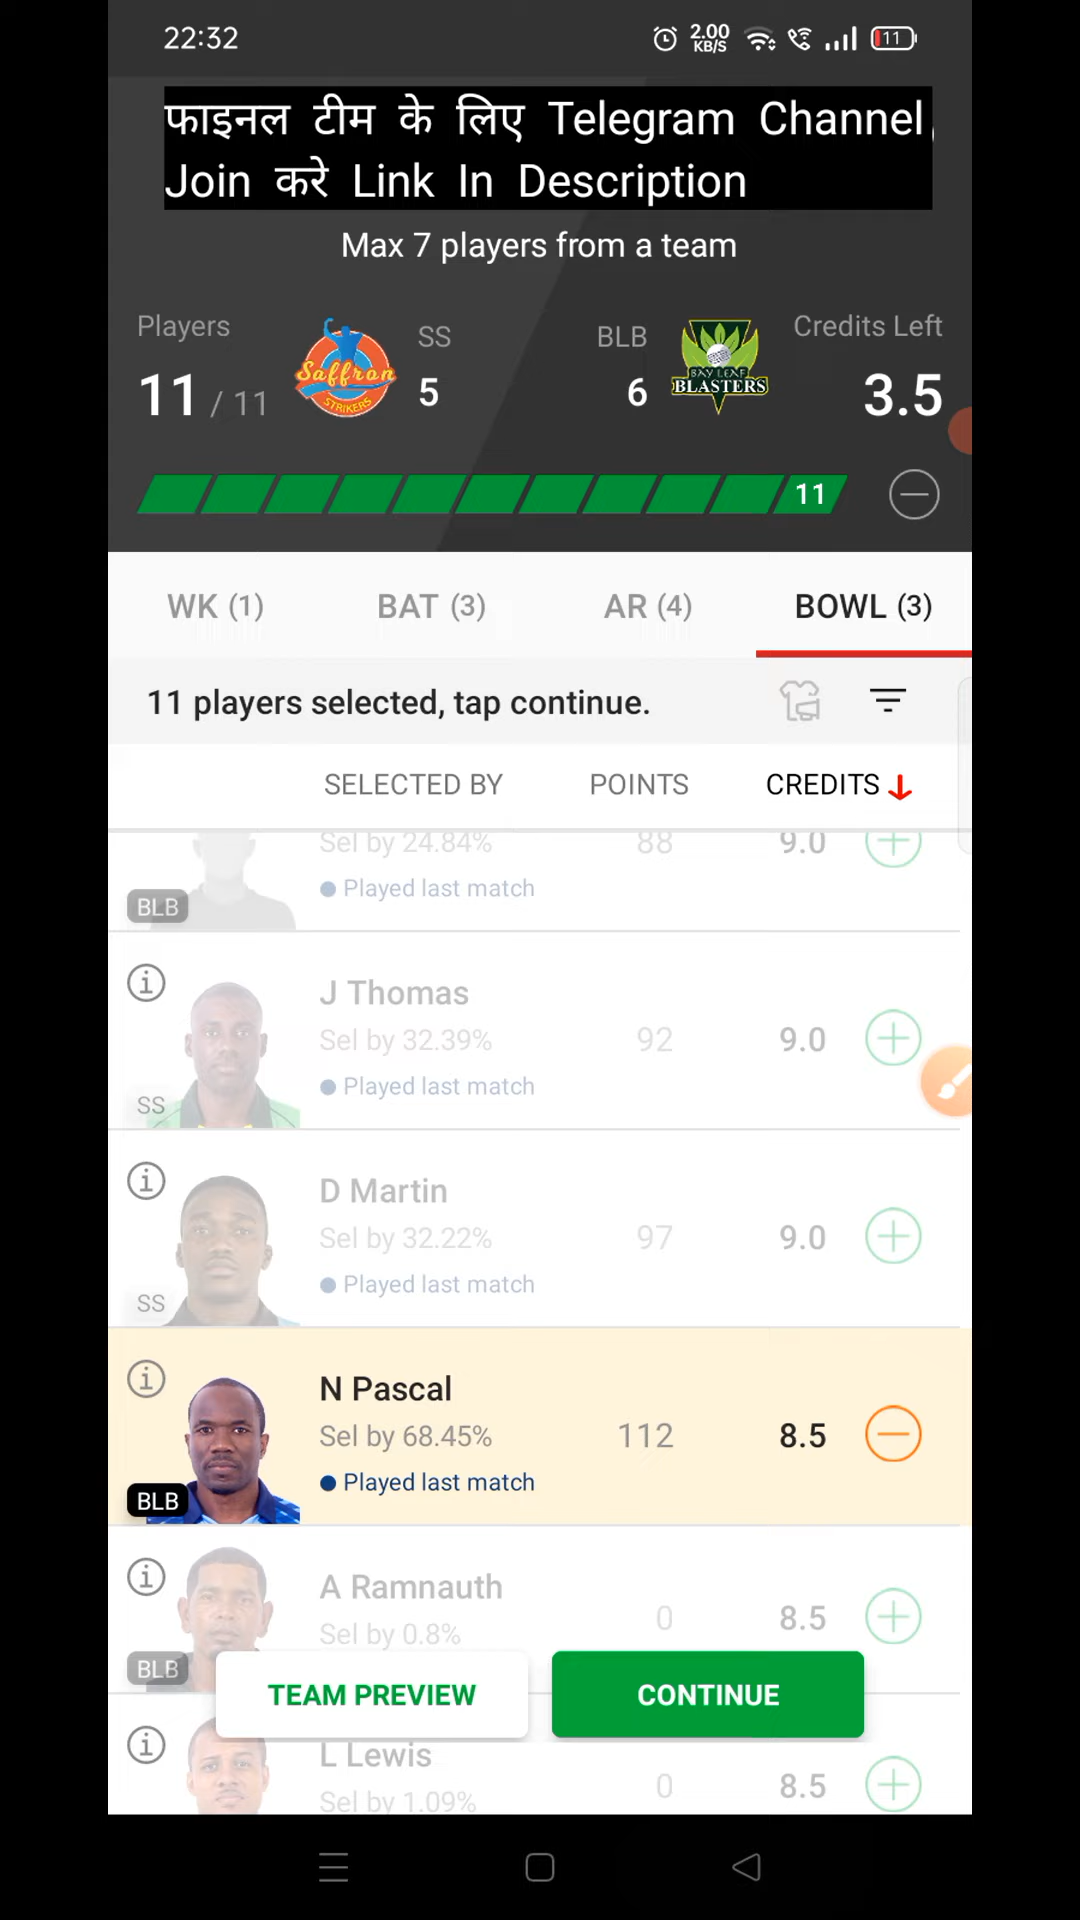 22:32 2.00 KB/S 11
फाइनल टीम के लिए Telegram Channel
Join करे Link In Description
Max 7 players from a team
Players SS BLB Credits Left
11 / 11 Saffron STRIKERS 5 6 BAY LEAF BLASTERS 3.5
11
WK (1) BAT (3) AR (4) BOWL (3)
11 players selected, tap continue.
SELECTED BY POINTS CREDITS
Sel by 24.84% 88 9.0
Played last match
BLB
J Thomas
Sel by 32.39% 92 9.0
Played last match
SS
D Martin
Sel by 32.22% 97 9.0
Played last match
SS
N Pascal
Sel by 68.45% 112 8.5
Played last match
BLB
A Ramnauth
Sel by 0.8% 0 8.5
BLB
TEAM PREVIEW CONTINUE
L Lewis
Sel by 1.09% 0 8.5